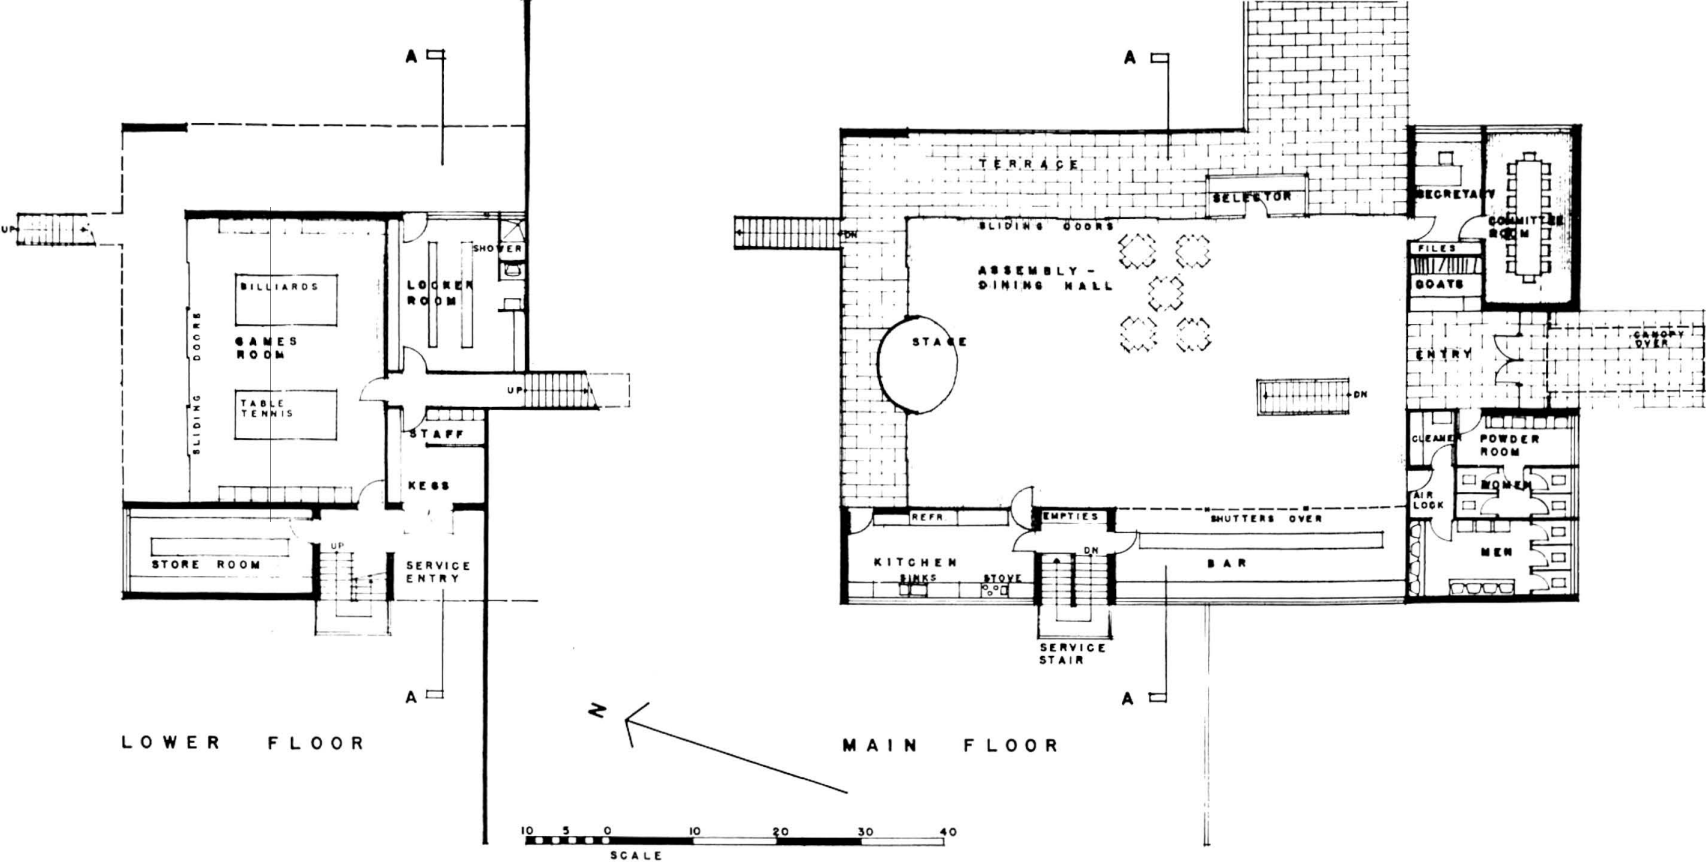 A
UP
SHOWER
LOCKER
ROOM
BILLIARDS
GAMES
ROOM
SLIDING DOORS
TABLE
TENNIS
UP
STAFF
KEGS
UP
STORE ROOM
SERVICE
ENTRY
A
LOWER FLOOR
A
TERRACE
SELECTOR
SECRETARY
COMMITTEE
ROOM
DN
SLIDING DOORS
FILES
ASSEMBLY-
DINING HALL
COATS
STAGE
ENTRY
CANOPY
OVER
DN
CLEANER
POWDER
ROOM
WOMEN
AIR
LOCK
REFR.
EMPTIES
SHUTTERS OVER
MEN
KITCHEN
DN
BAR
SINKS
STOVE
SERVICE
STAIR
A
MAIN FLOOR
N
10 5 0 10 20 30 40
SCALE